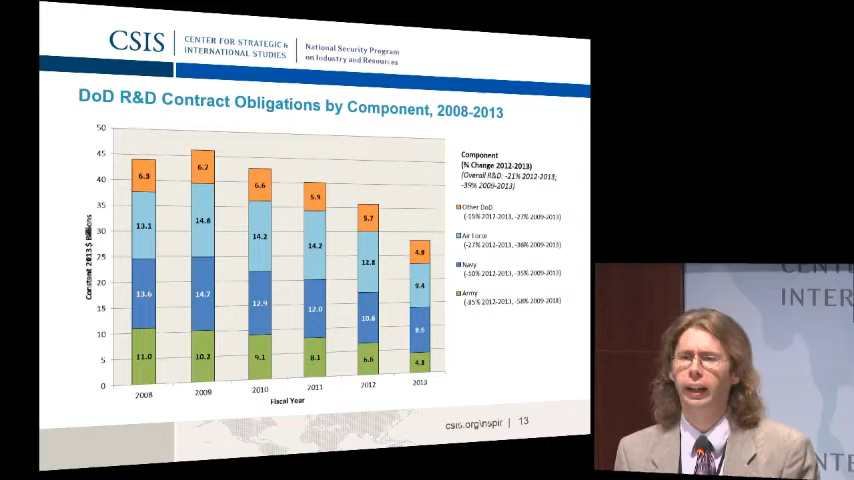 CSIS
CENTER FOR STRATEGIC &
INTERNATIONAL STUDIES
National Security Program
on Industry and Resources
DoD R&D Contract Obligations by Component, 2008-2013
50
45
40
35
30
25
20
15
10
5
0
Constant 2013 $ Billions
6.3
6.7
6.6
5.9
5.7
4.9
13.1
14.6
14.2
14.2
12.8
9.4
13.6
14.7
12.9
12.0
10.6
9.6
11.0
10.2
9.1
8.1
6.6
2008
2009
2010
2011
2012
2013
Fiscal Year
Component
(% Change 2012-2013)
(Overall R&D: -21% 2012-2013;
-39% 2009-2013)
Other DoD
(-15% 2012-2013, -27% 2009-2013)
Air Force
(-27% 2012-2013, -36% 2009-2013)
Navy
(-10% 2012-2013, -35% 2009-2013)
Army
(-35% 2012-2013, -58% 2009-2013)
csis.org\nspir | 13
CENTE
INTER